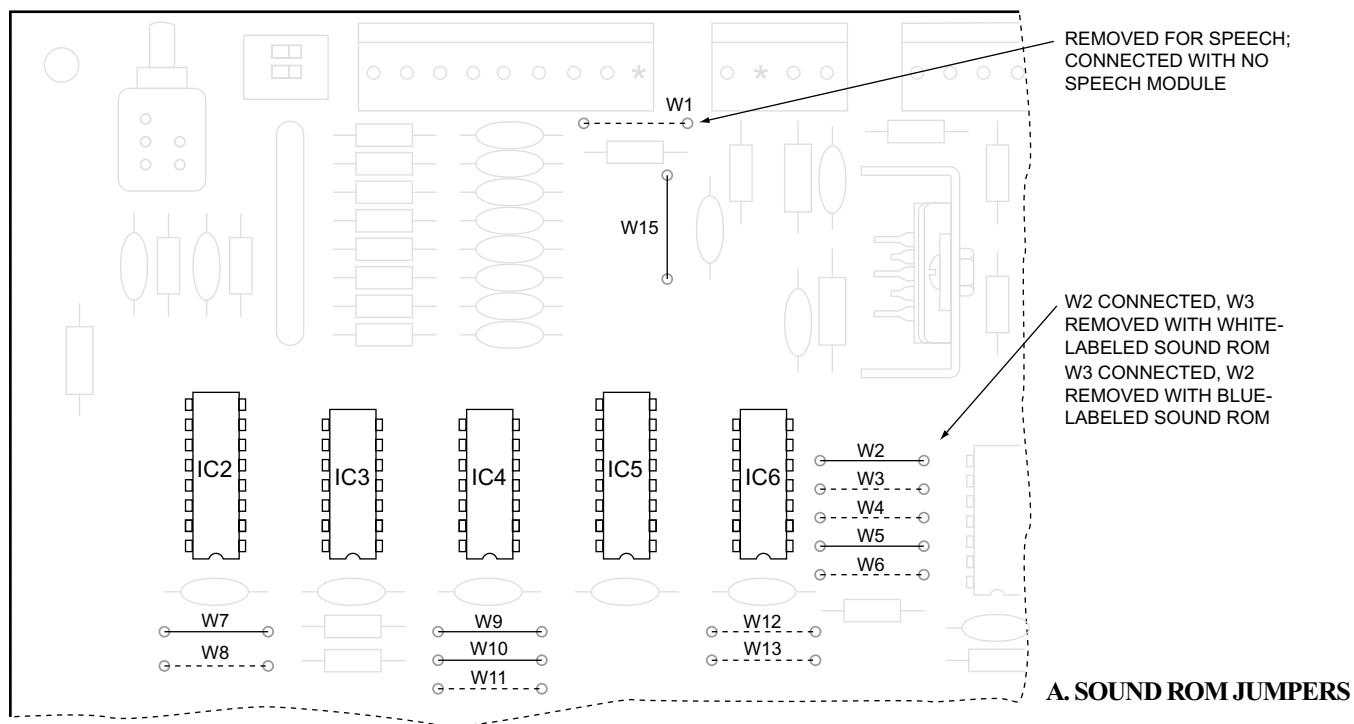 REMOVED FOR SPEECH;
CONNECTED WITH NO
SPEECH MODULE
*
*
W1
W15
W2 CONNECTED, W3
REMOVED WITH WHITE-
LABELED SOUND ROM
W3 CONNECTED, W2
REMOVED WITH BLUE-
LABELED SOUND ROM
IC2
IC3
IC4
IC5
IC6
W2
W3
W4
W5
W6
W7
W8
W9
W10
W11
W12
W13
A. SOUND ROM JUMPERS